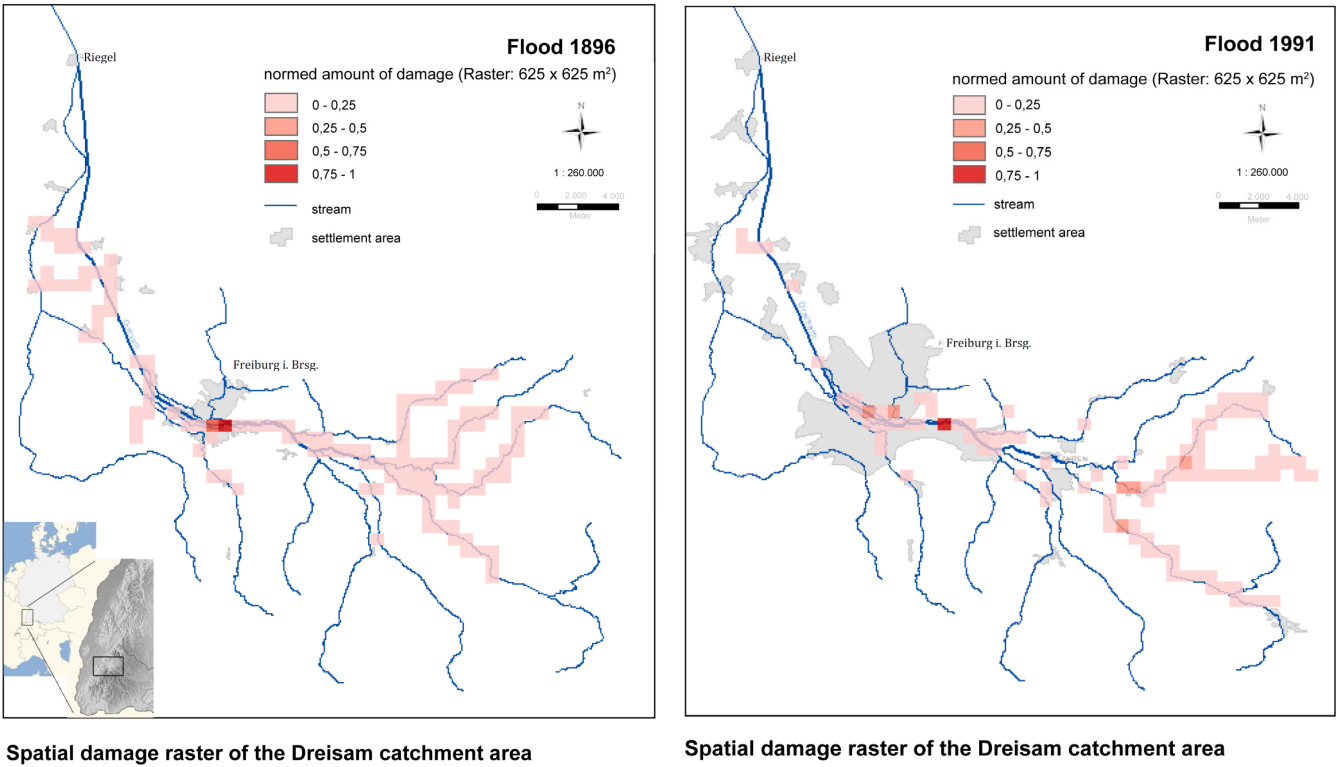 Flood 1896
Riegel
normed amount of damage (Raster: 625 x 625 m²)
0 - 0,25
0,25 - 0,5
0,5 - 0,75
0,75 - 1
N
1 : 260.000
0 2.000 4.000
Meter
stream
settlement area
Dreisam
Freiburg i. Brsg.
Spatial damage raster of the Dreisam catchment area
Flood 1991
Riegel
normed amount of damage (Raster: 625 x 625 m²)
0 - 0,25
0,25 - 0,5
0,5 - 0,75
0,75 - 1
N
1 : 260.000
0 2.000 4.000
Meter
stream
settlement area
Dreisam
Freiburg i. Brsg.
Spatial damage raster of the Dreisam catchment area